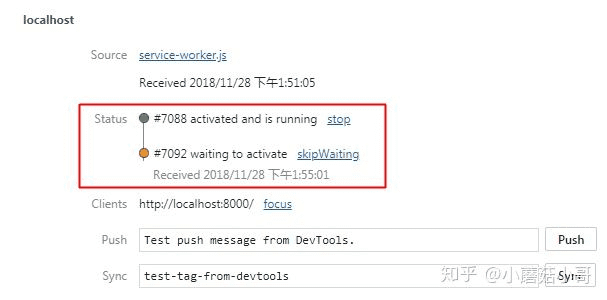 localhost
Source service-worker.js
Received 2018/11/28 下午1:51:05
Status #7088 activated and is running stop
#7092 waiting to activate skipWaiting
Received 2018/11/28 下午1:55:01
Clients http://localhost:8000/ focus
Push Test push message from DevTools. Push
Sync test-tag-from-devtools Sync
知乎 @小蘑菇小哥